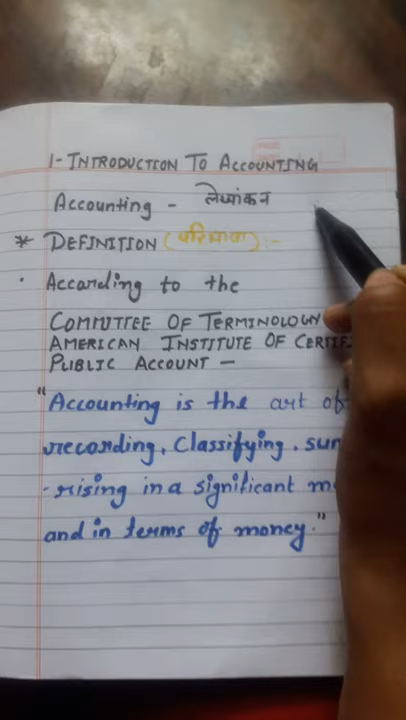 1- INTRODUCTION TO ACCOUNTING
Accounting - लेखांकन
* DEFINITION (परिभाषा) :-
· According to the
COMMITTEE OF TERMINOLOGY
AMERICAN INSTITUTE OF CERTIF
PUBLIC ACCOUNT -
"Accounting is the art of
recording, Classifying, sum
-rising in a significant m
and in terms of money."